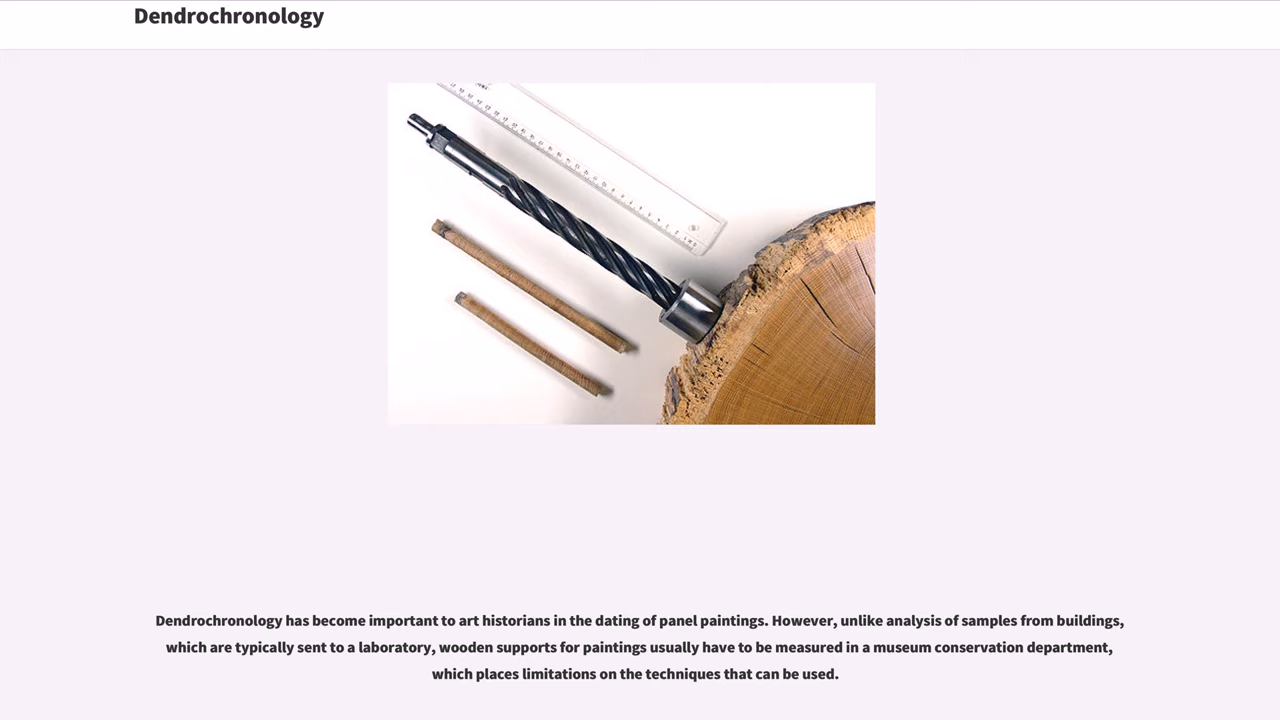 Dendrochronology
Dendrochronology has become important to art historians in the dating of panel paintings. However, unlike analysis of samples from buildings,
which are typically sent to a laboratory, wooden supports for paintings usually have to be measured in a museum conservation department,
which places limitations on the techniques that can be used.